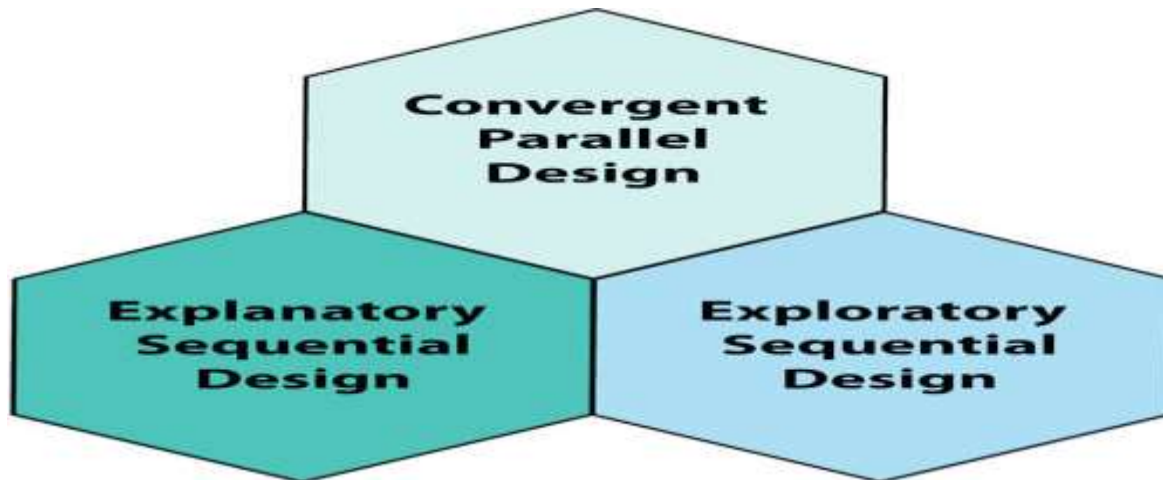 Convergent
Parallel
Design
Explanatory
Sequential
Design
Exploratory
Sequential
Design